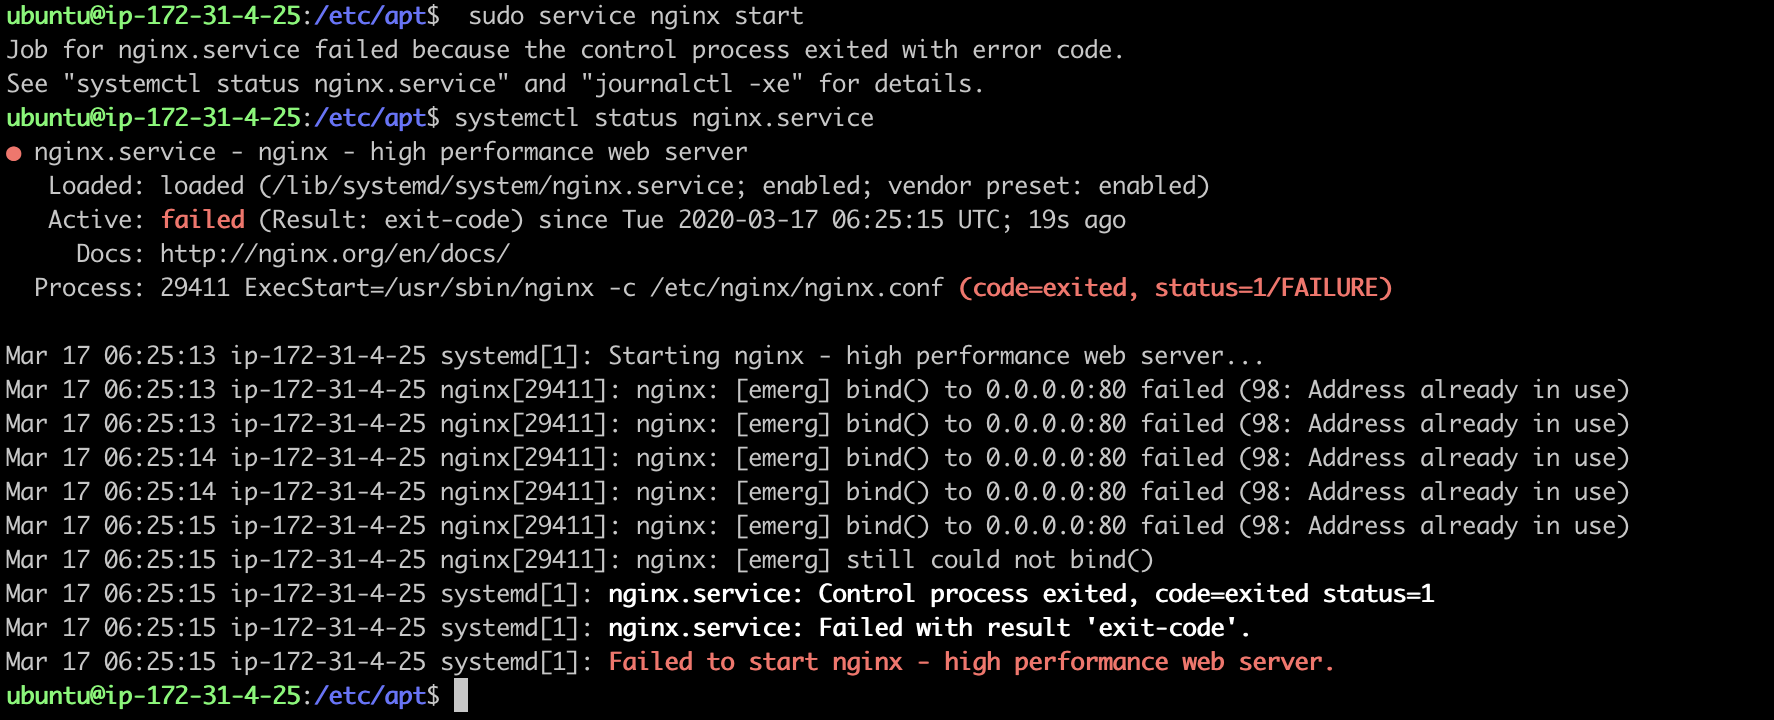 ubuntu@ip-172-31-4-25:/etc/apt$  sudo service nginx start
Job for nginx.service failed because the control process exited with error code.
See "systemctl status nginx.service" and "journalctl -xe" for details.
ubuntu@ip-172-31-4-25:/etc/apt$ systemctl status nginx.service
● nginx.service - nginx - high performance web server
   Loaded: loaded (/lib/systemd/system/nginx.service; enabled; vendor preset: enabled)
   Active: failed (Result: exit-code) since Tue 2020-03-17 06:25:15 UTC; 19s ago
     Docs: http://nginx.org/en/docs/
  Process: 29411 ExecStart=/usr/sbin/nginx -c /etc/nginx/nginx.conf (code=exited, status=1/FAILURE)

Mar 17 06:25:13 ip-172-31-4-25 systemd[1]: Starting nginx - high performance web server...
Mar 17 06:25:13 ip-172-31-4-25 nginx[29411]: nginx: [emerg] bind() to 0.0.0.0:80 failed (98: Address already in use)
Mar 17 06:25:13 ip-172-31-4-25 nginx[29411]: nginx: [emerg] bind() to 0.0.0.0:80 failed (98: Address already in use)
Mar 17 06:25:14 ip-172-31-4-25 nginx[29411]: nginx: [emerg] bind() to 0.0.0.0:80 failed (98: Address already in use)
Mar 17 06:25:14 ip-172-31-4-25 nginx[29411]: nginx: [emerg] bind() to 0.0.0.0:80 failed (98: Address already in use)
Mar 17 06:25:15 ip-172-31-4-25 nginx[29411]: nginx: [emerg] bind() to 0.0.0.0:80 failed (98: Address already in use)
Mar 17 06:25:15 ip-172-31-4-25 nginx[29411]: nginx: [emerg] still could not bind()
Mar 17 06:25:15 ip-172-31-4-25 systemd[1]: nginx.service: Control process exited, code=exited status=1
Mar 17 06:25:15 ip-172-31-4-25 systemd[1]: nginx.service: Failed with result 'exit-code'.
Mar 17 06:25:15 ip-172-31-4-25 systemd[1]: Failed to start nginx - high performance web server.
ubuntu@ip-172-31-4-25:/etc/apt$